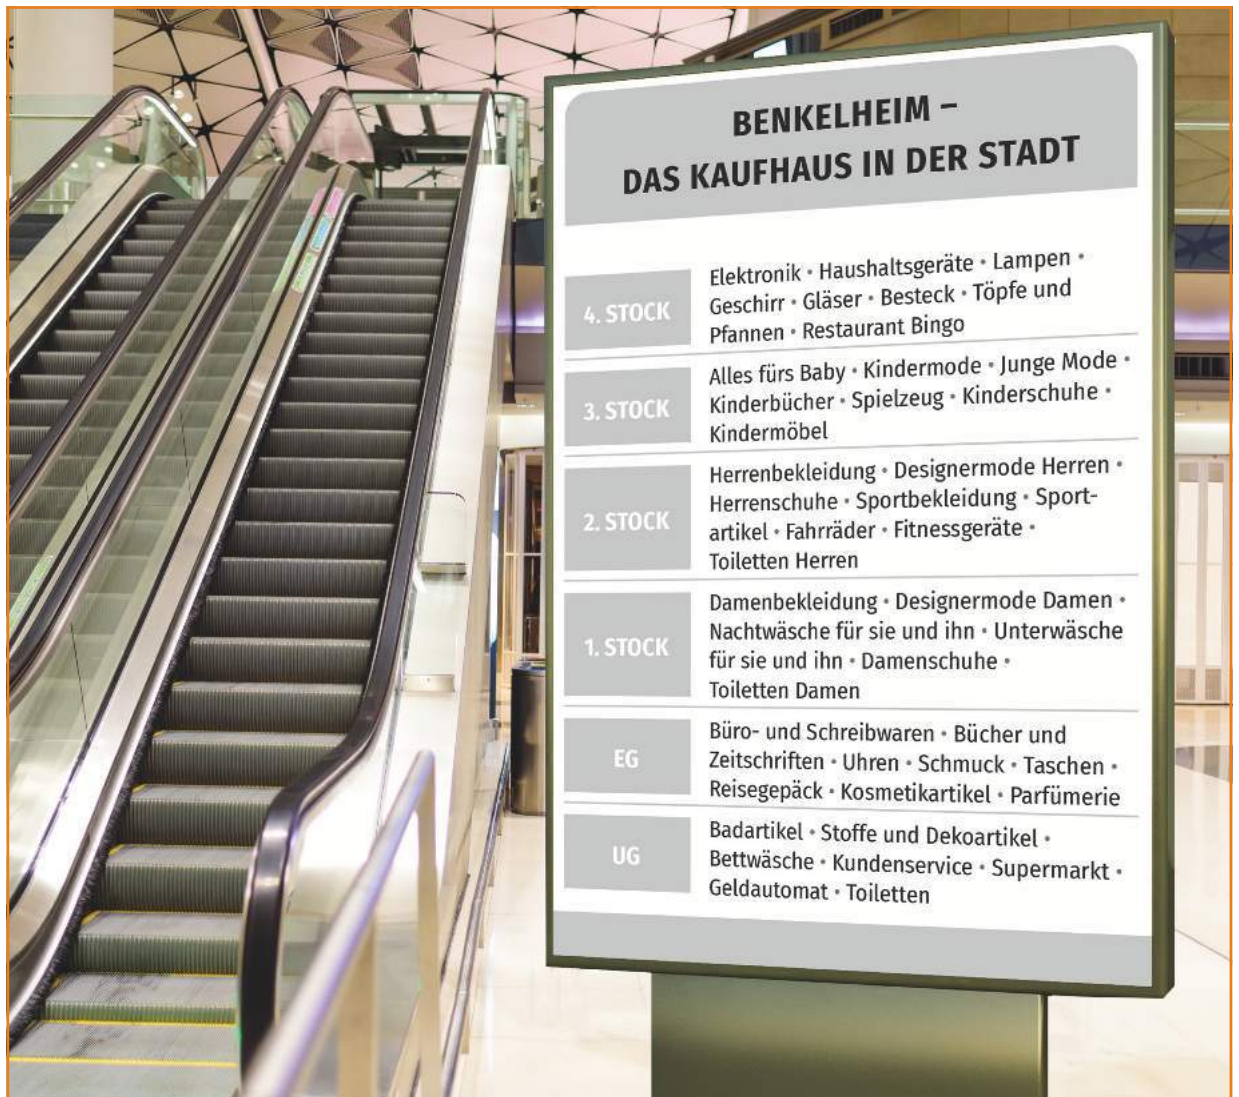 BENKELHEIM –
DAS KAUFHAUS IN DER STADT
4. STOCK
Elektronik • Haushaltsgeräte • Lampen •
Geschirr • Gläser • Besteck • Töpfe und
Pfannen • Restaurant Bingo
3. STOCK
Alles fürs Baby • Kindermode • Junge Mode •
Kinderbücher • Spielzeug • Kinderschuhe •
Kindermöbel
2. STOCK
Herrenbekleidung • Designermode Herren •
Herrenschuhe • Sportbekleidung • Sport-
artikel • Fahrräder • Fitnessgeräte •
Toiletten Herren
1. STOCK
Damenbekleidung • Designermode Damen •
Nachtwäsche für sie und ihn • Unterwäsche
für sie und ihn • Damenschuhe •
Toiletten Damen
EG
Büro- und Schreibwaren • Bücher und
Zeitschriften • Uhren • Schmuck • Taschen •
Reisegepäck • Kosmetikartikel • Parfümerie
UG
Badartikel • Stoffe und Dekoartikel •
Bettwäsche • Kundenservice • Supermarkt •
Geldautomat • Toiletten